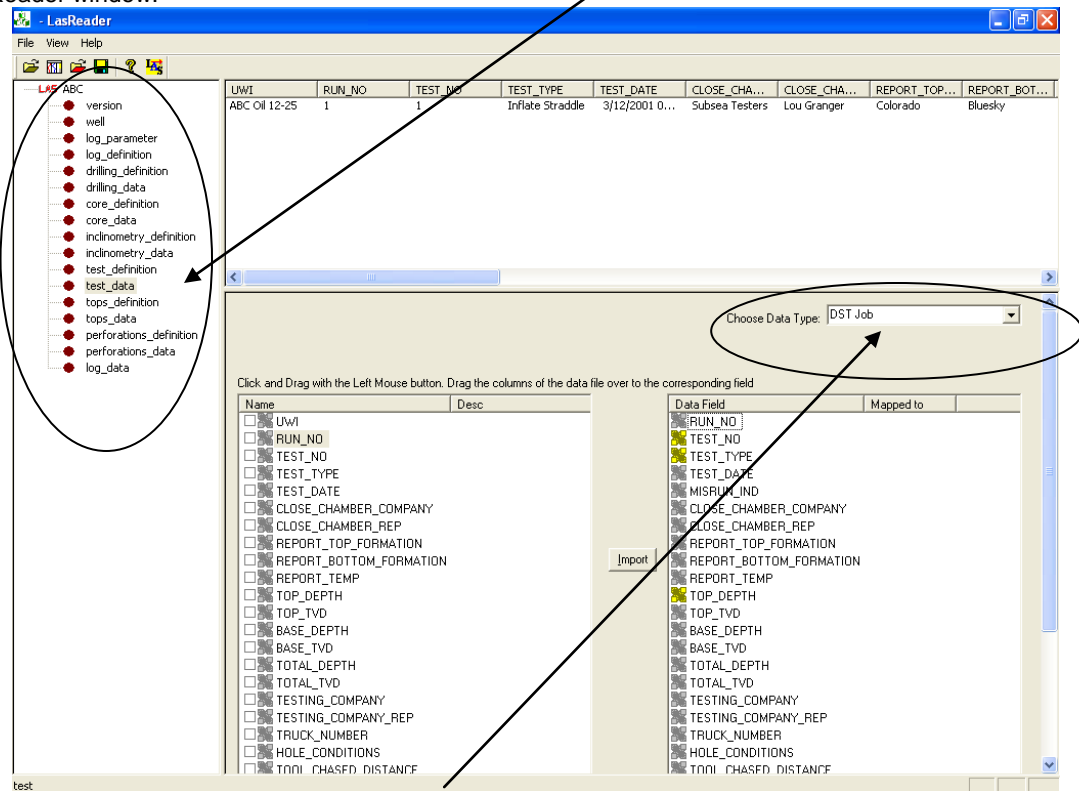 - LasReader
File View Help
LAS ABC
version
well
log_parameter
log_definition
drilling_definition
drilling_data
core_definition
core_data
inclinometry_definition
inclinometry_data
test_definition
test_data
tops_definition
tops_data
perforations_definition
perforations_data
log_data
UWI RUN_NO TEST_NO TEST_TYPE TEST_DATE CLOSE_CHA... CLOSE_CHA... REPORT_TOP... REPORT_BOT...
ABC Oil 12-25 1 1 Inflate Straddle 3/12/2001 0... Subsea Testers Lou Granger Colorado Bluesky
Choose Data Type: DST Job
Click and Drag with the Left Mouse button. Drag the columns of the data file over to the corresponding field
Name Desc
UWI
RUN_NO
TEST_NO
TEST_TYPE
TEST_DATE
CLOSE_CHAMBER_COMPANY
CLOSE_CHAMBER_REP
REPORT_TOP_FORMATION
REPORT_BOTTOM_FORMATION
REPORT_TEMP
TOP_DEPTH
TOP_TVD
BASE_DEPTH
BASE_TVD
TOTAL_DEPTH
TOTAL_TVD
TESTING_COMPANY
TESTING_COMPANY_REP
TRUCK_NUMBER
HOLE_CONDITIONS
TOOL_CHASED_DISTANCE
Import
Data Field Mapped to
RUN_NO
TEST_NO
TEST_TYPE
TEST_DATE
MISRUN_IND
CLOSE_CHAMBER_COMPANY
CLOSE_CHAMBER_REP
REPORT_TOP_FORMATION
REPORT_BOTTOM_FORMATION
REPORT_TEMP
TOP_DEPTH
TOP_TVD
BASE_DEPTH
BASE_TVD
TOTAL_DEPTH
TOTAL_TVD
TESTING_COMPANY
TESTING_COMPANY_REP
TRUCK_NUMBER
HOLE_CONDITIONS
TOOL_CHASED_DISTANCE
test